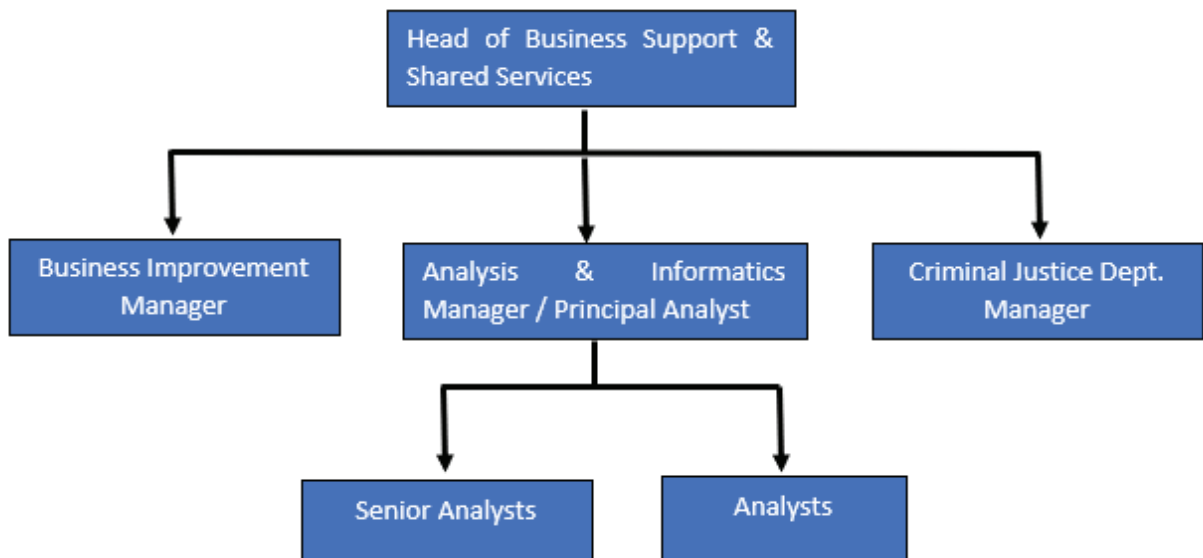 Head of Business Support &
Shared Services
Business Improvement
Manager
Analysis & Informatics
Manager / Principal Analyst
Criminal Justice Dept.
Manager
Senior Analysts
Analysts